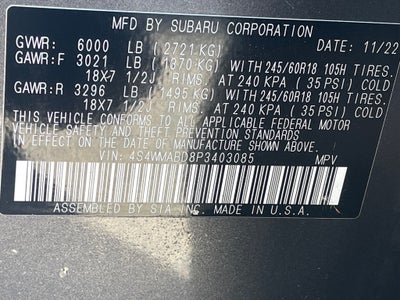 MFD BY SUBARU CORPORATION
GVWR: 6000 LB (2721 KG) DATE: 11/22
GAWR:F 3021 LB (1870 KG) WITH 245/60R18 105H TIRES.
18X7 1/2J RIMS, AT 240 KPA (35 PSI) COLD
GAWR:R 3296 LB (1495 KG) WITH 245/60R18 105H TIRES.
18X7 1/2J RIMS, AT 240 KPA (35 PSI) COLD.
THIS VEHICLE CONFORMS TO ALL APPLICABLE FEDERAL MOTOR
VEHICLE SAFETY AND THEFT PREVENTION STANDARDS
IN EFFECT ON THE DATE OF MANUFACTURE SHOWN ABOVE.
VIN: 4S4WMABD8P3403085 MPV
ASSEMBLED BY SIA, INC. MADE IN U.S.A.